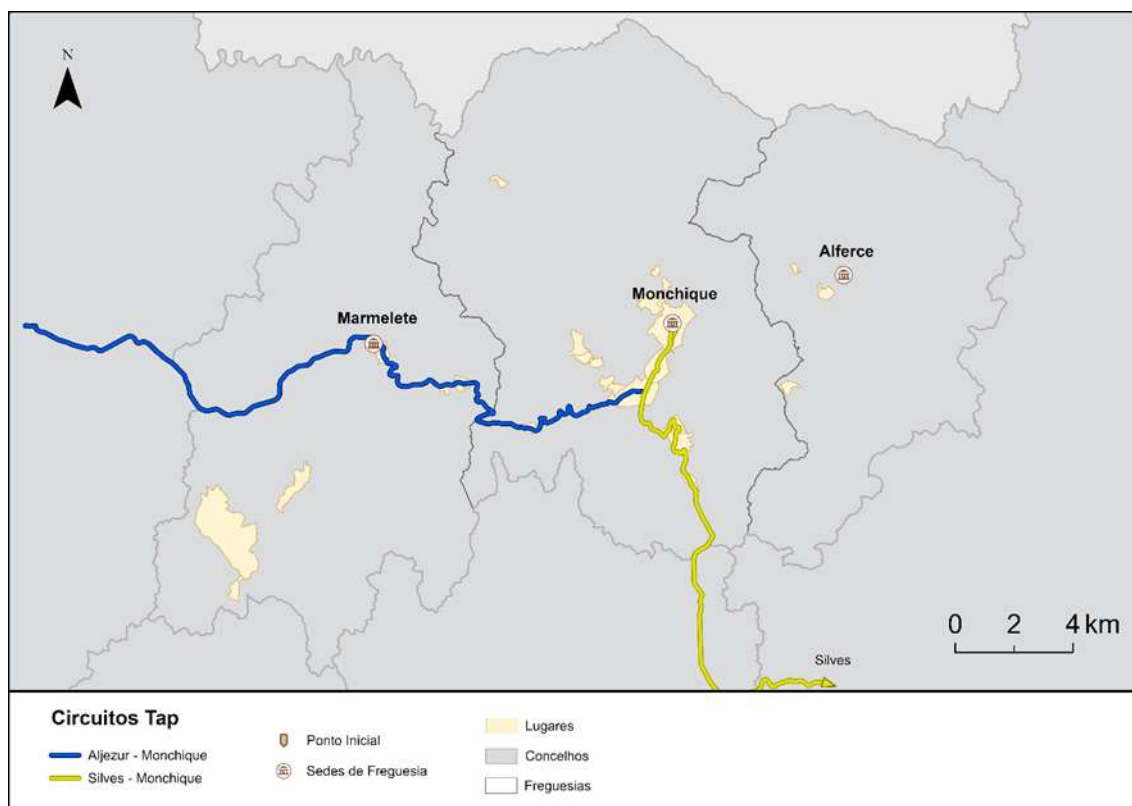 N
Alferce
Monchique
Marmelete
0 2 4 km
Silves
Circuitos Tap
Aljezur - Monchique
Silves - Monchique
Ponto Inicial
Sedes de Freguesia
Lugares
Concelhos
Freguesias